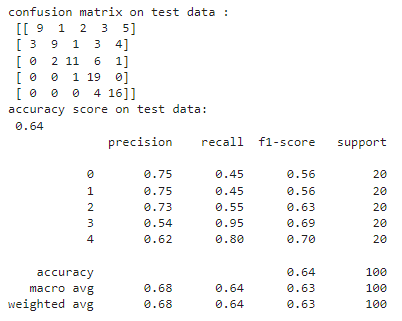 confusion matrix on test data :
[[ 9 1 2 3 5]
[ 3 9 1 3 4]
[ 0 2 11 6 1]
[ 0 0 1 19 0]
[ 0 0 0 4 16]]
accuracy score on test data:
0.64
precision recall f1-score support
0 0.75 0.45 0.56 20
1 0.75 0.45 0.56 20
2 0.73 0.55 0.63 20
3 0.54 0.95 0.69 20
4 0.62 0.80 0.70 20
accuracy 0.64 100
macro avg 0.68 0.64 0.63 100
weighted avg 0.68 0.64 0.63 100